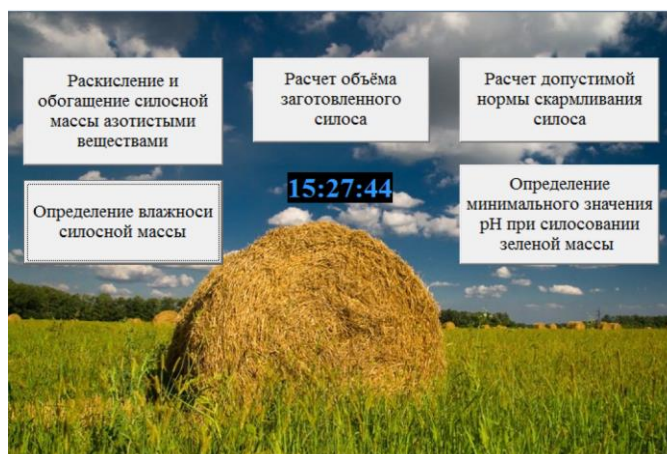 Раскисление и
обогащение силосной
массы азотистыми
веществами
Расчет объёма
заготовленного
силоса
Расчет допустимой
нормы скармливания
силоса
15:27:44
Определение влажноси
силосной массы
Определение
минимального значения
pH при силосовании
зеленой массы